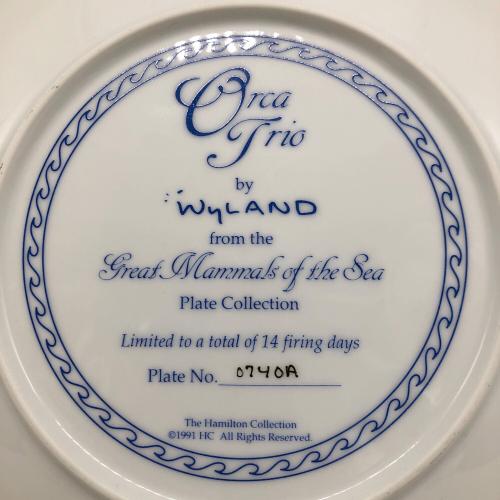 Orca
Trio
by
WYLAND
from the
Great Mammals of the Sea
Plate Collection
Limited to a total of 14 firing days
Plate No. 0740A
The Hamilton Collection
©1991 HC All Rights Reserved.